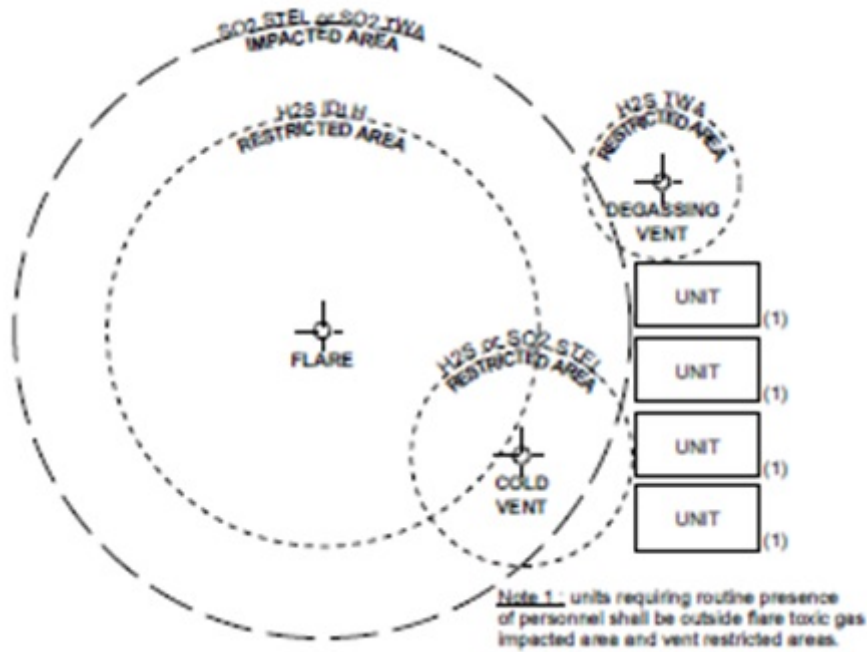 SO2 STEL or SO2 TWA
IMPACTED AREA
H2S IDLH
RESTRICTED AREA
H2S TWA
RESTRICTED AREA
DEGASSING
VENT
UNIT
(1)
FLARE
H2S or SO2 STEL
RESTRICTED AREA
UNIT
(1)
COLD
VENT
UNIT
(1)
UNIT
(1)
Note 1 : units requiring routine presence
of personnel shall be outside flare toxic gas
impacted area and vent restricted areas.